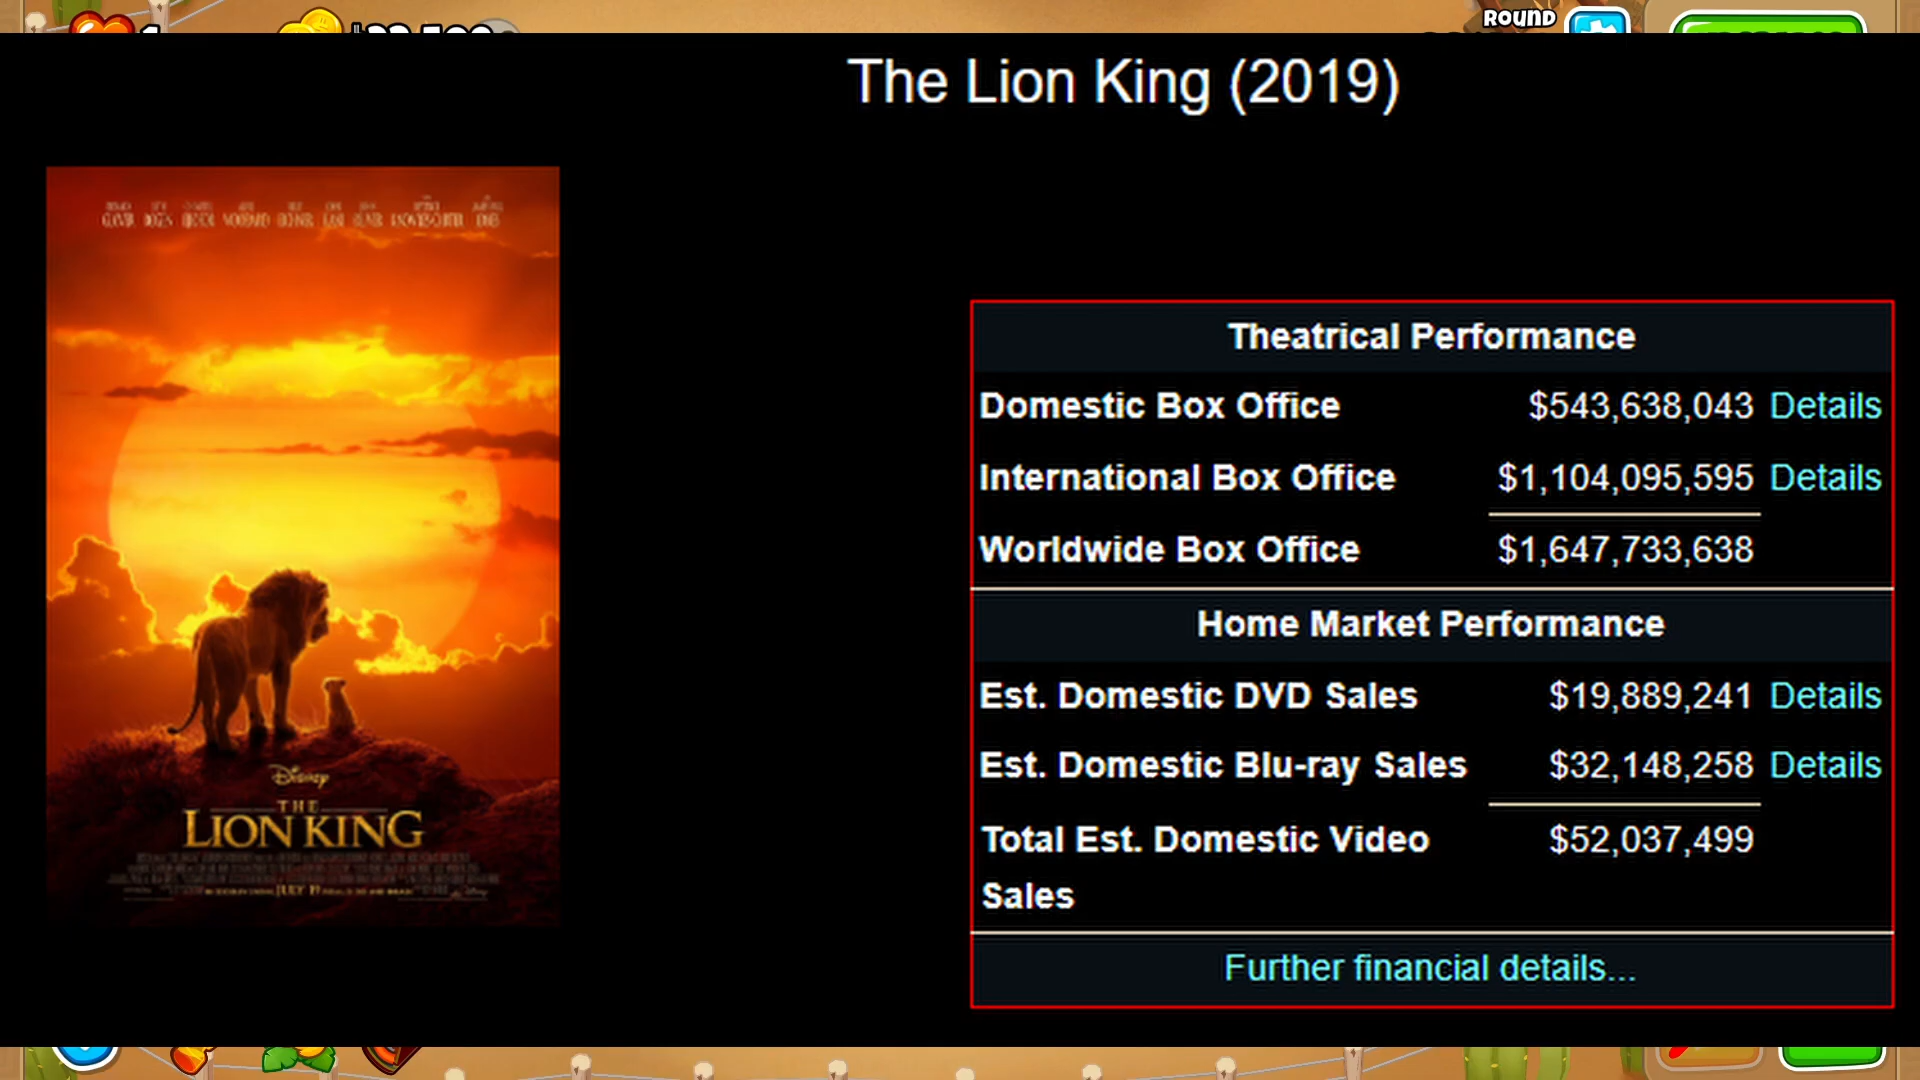 ROUND
The Lion King (2019)
Theatrical Performance
Domestic Box Office $543,638,043 Details
International Box Office $1,104,095,595 Details
Worldwide Box Office $1,647,733,638
Home Market Performance
Est. Domestic DVD Sales $19,889,241 Details
Est. Domestic Blu-ray Sales $32,148,258 Details
Total Est. Domestic Video $52,037,499
Sales
Further financial details...
Disney
THE
LION KING
JULY 19